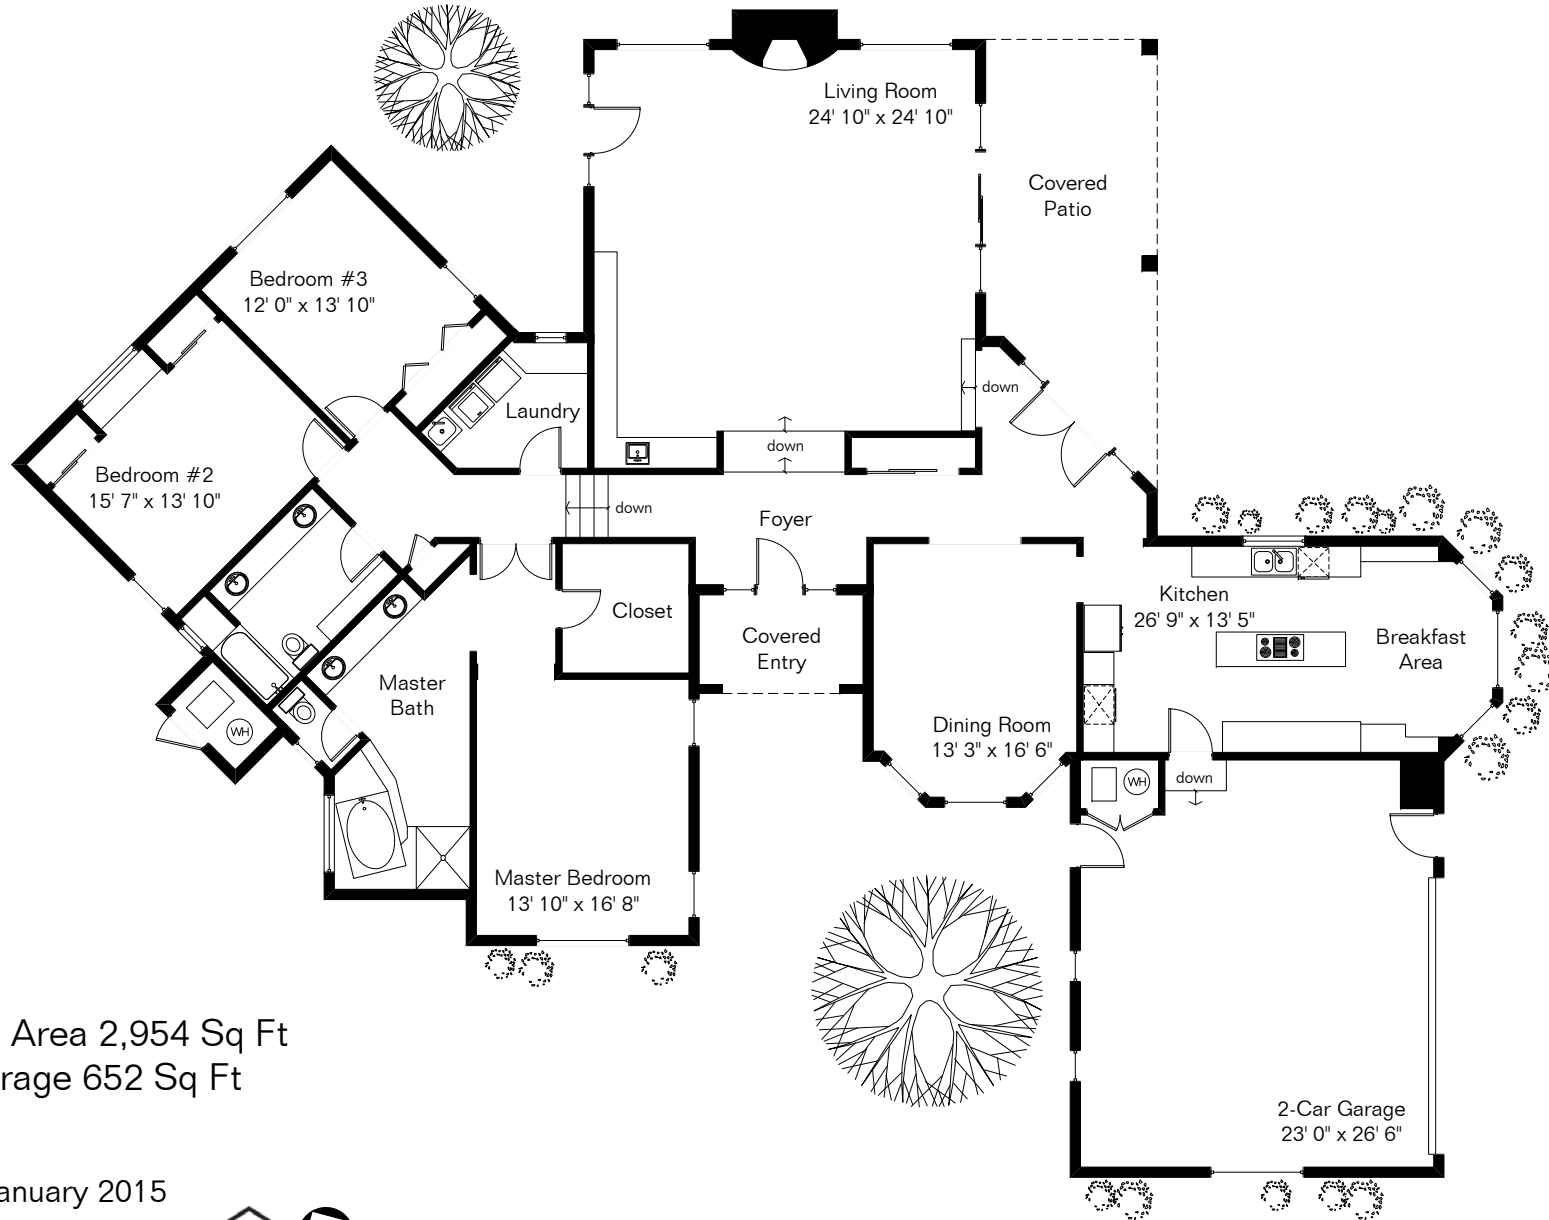 Living Room
24' 10" x 24' 10"
Covered
Patio
Bedroom #3
12' 0" x 13' 10"
down
Laundry
down
Bedroom #2
15' 7" x 13' 10"
down
Foyer
Kitchen
26' 9" x 13' 5"
Closet
Covered
Entry
Breakfast
Area
Master
Bath
Dining Room
13' 3" x 16' 6"
WH
WH
down
Master Bedroom
13' 10" x 16' 8"
Area 2,954 Sq Ft
rage 652 Sq Ft
2-Car Garage
23' 0" x 26' 6"
anuary 2015